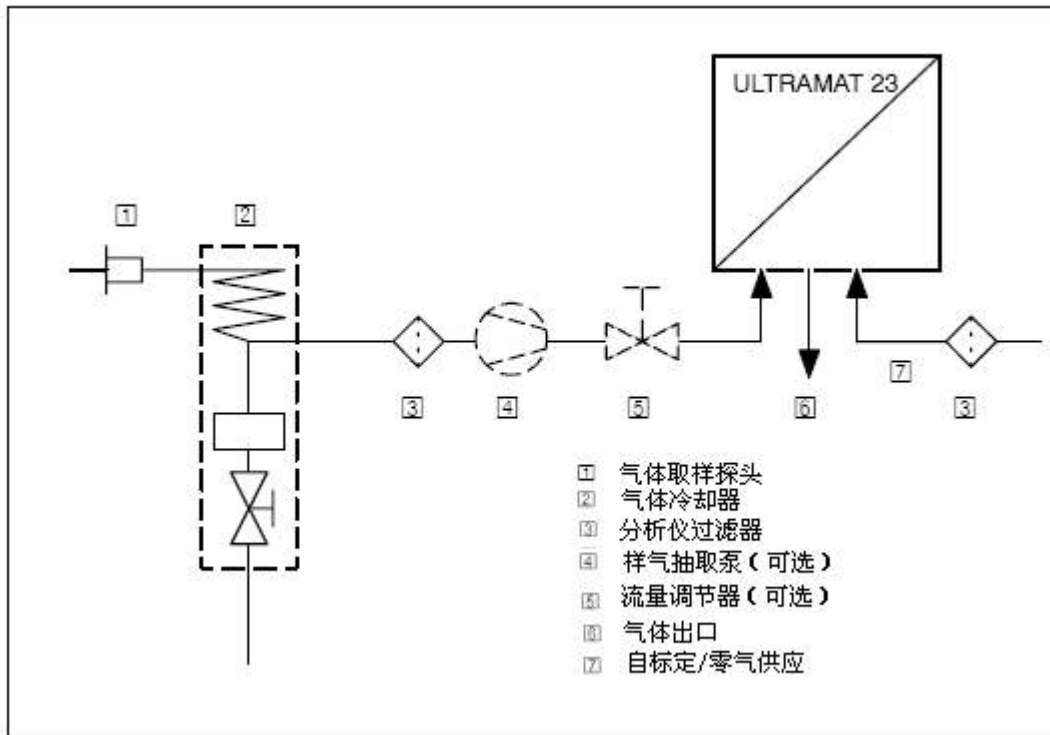 ULTRAMAT 23
1 2
3 4 5 6 7 3
1 气体取样探头
2 气体冷却器
3 分析仪过滤器
4 样气抽取泵（可选）
5 流量调节器（可选）
6 气体出口
7 自标定/零气供应